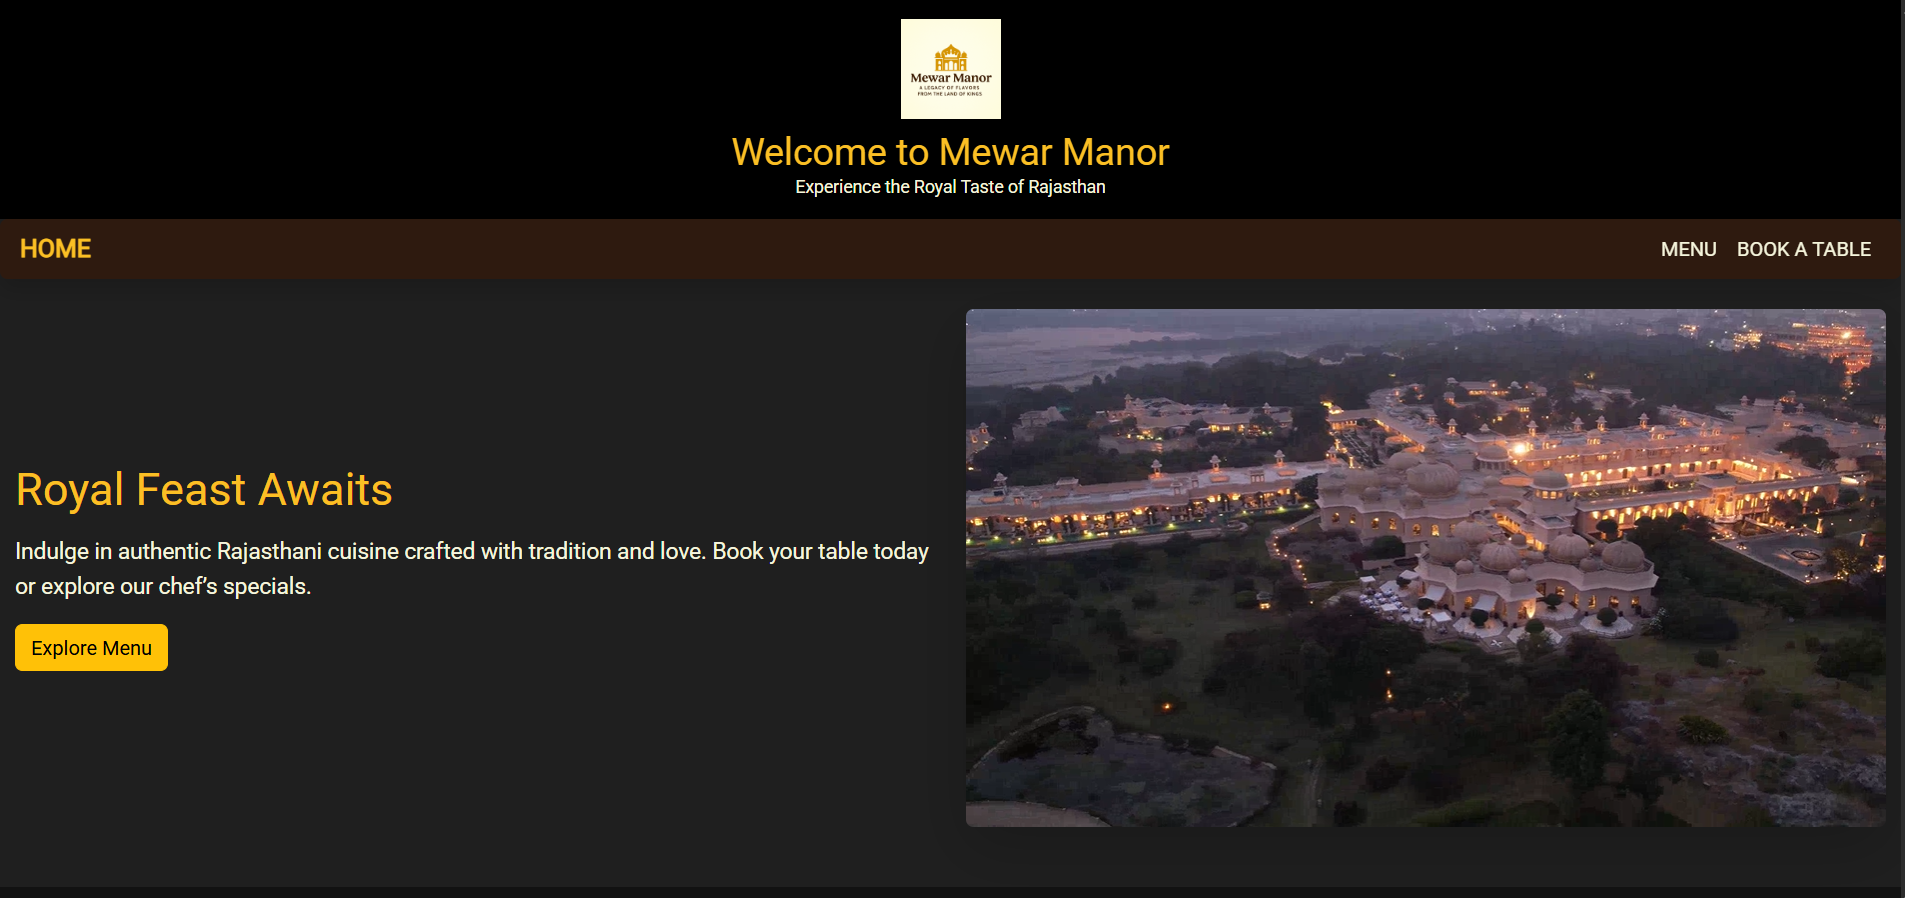 Mewar Manor
A LEGACY OF FLAVORS
FROM THE LAND OF KINGS
Welcome to Mewar Manor
Experience the Royal Taste of Rajasthan
HOME
MENU
BOOK A TABLE
Royal Feast Awaits
Indulge in authentic Rajasthani cuisine crafted with tradition and love. Book your table today
or explore our chef’s specials.
Explore Menu